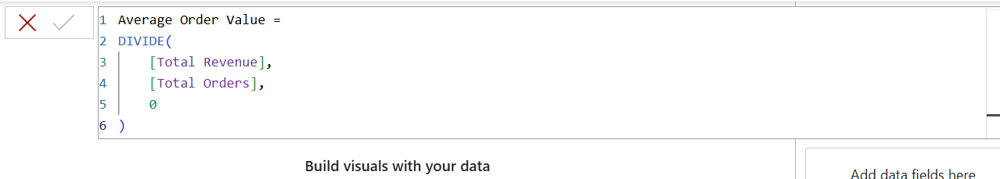 1 Average Order Value =
2 DIVIDE(
3 [Total Revenue],
4 [Total Orders],
5 0
6 )
Build visuals with your data
Add data fields here